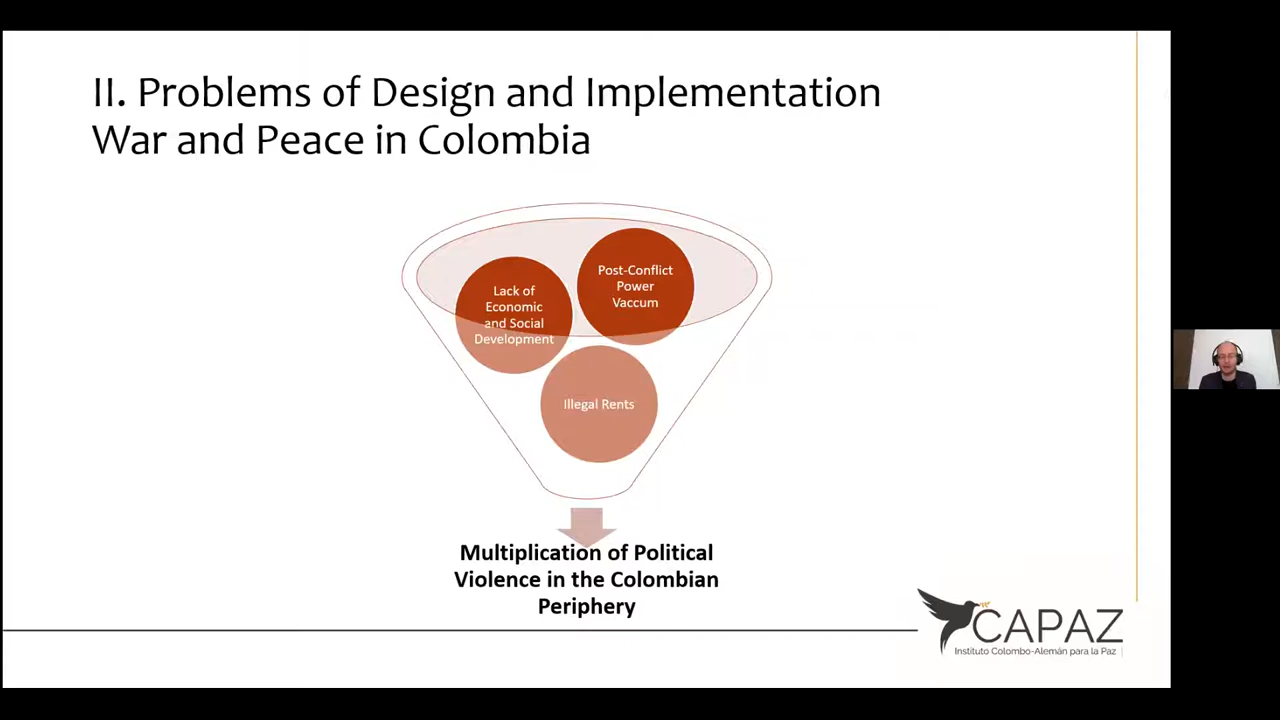 II. Problems of Design and Implementation
War and Peace in Colombia
Post-Conflict
Power
Vaccum
Lack of
Economic
and Social
Development
Illegal Rents
Multiplication of Political
Violence in the Colombian
Periphery
CAPAZ
Instituto Colombo-Alemán para la Paz